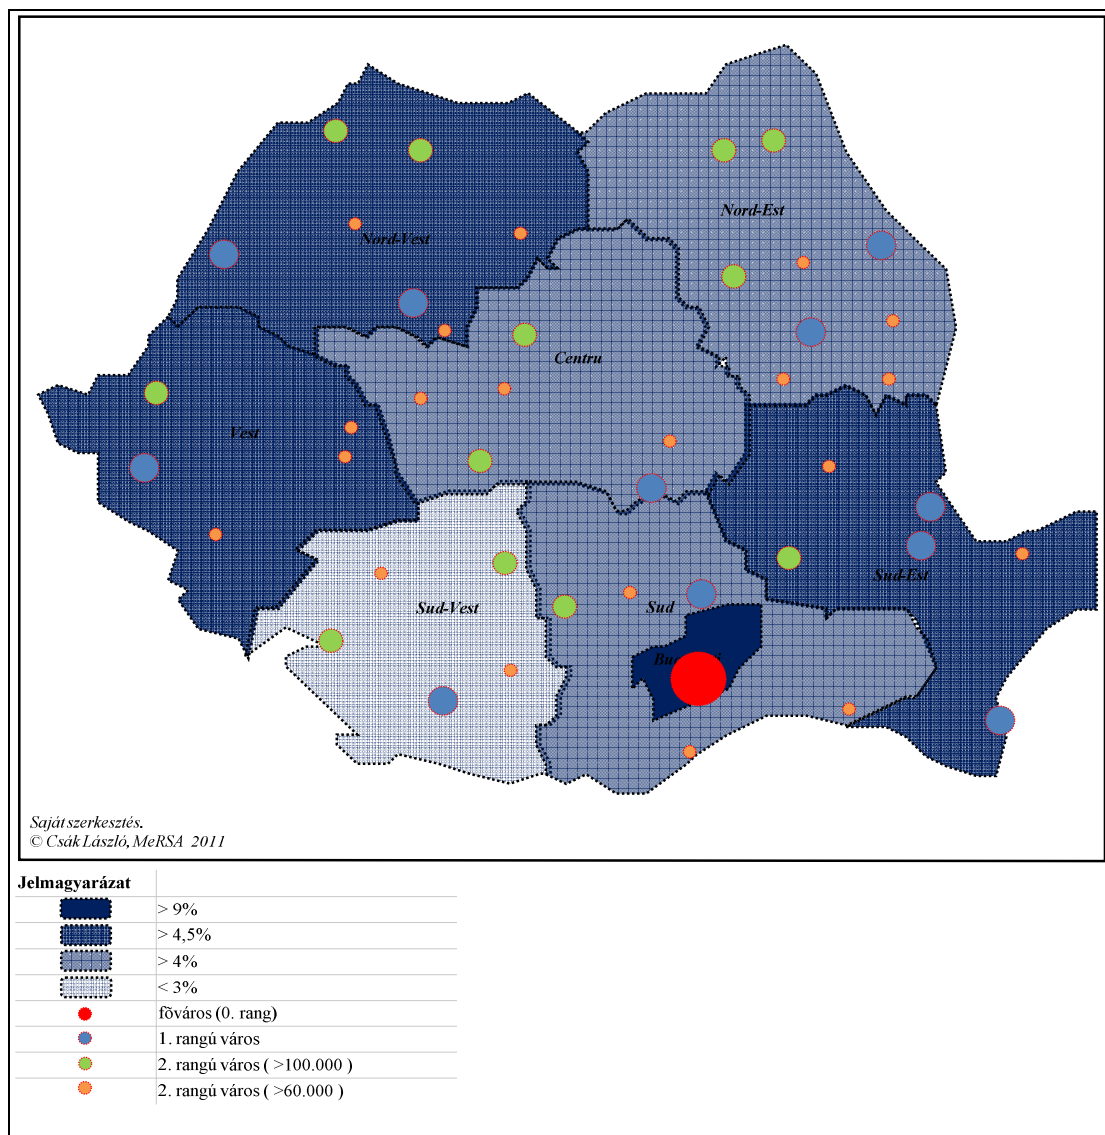 Nord-Vest
Nord-Est
Centru
Vest
Sud-Est
Sud-Vest
Sud
Saját szerkesztés.
© Csák László, MeRSA 2011
Jelmagyarázat
> 9%
> 4,5%
> 4%
< 3%
fõváros (0. rang)
1. rangú város
2. rangú város ( >100.000 )
2. rangú város ( >60.000 )